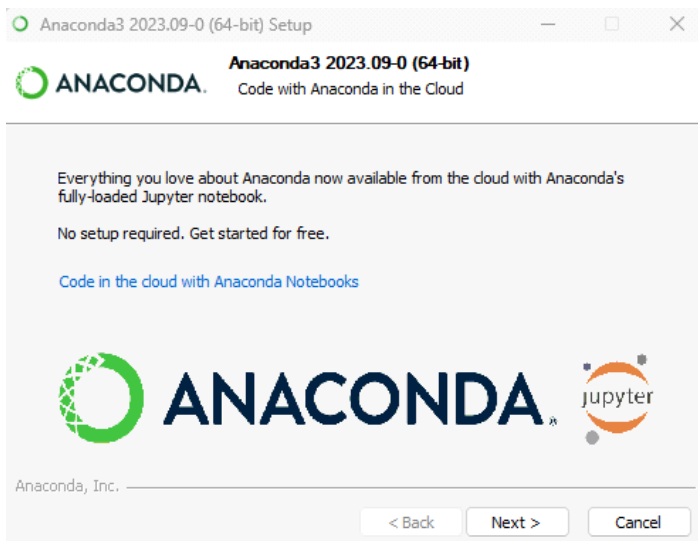 Anaconda3 2023.09-0 (64-bit) Setup
ANACONDA.
Anaconda3 2023.09-0 (64-bit)
Code with Anaconda in the Cloud
Everything you love about Anaconda now available from the cloud with Anaconda's
fully-loaded Jupyter notebook.
No setup required. Get started for free.
Code in the cloud with Anaconda Notebooks
ANACONDA.®
jupyter
Anaconda, Inc.
< Back Next > Cancel